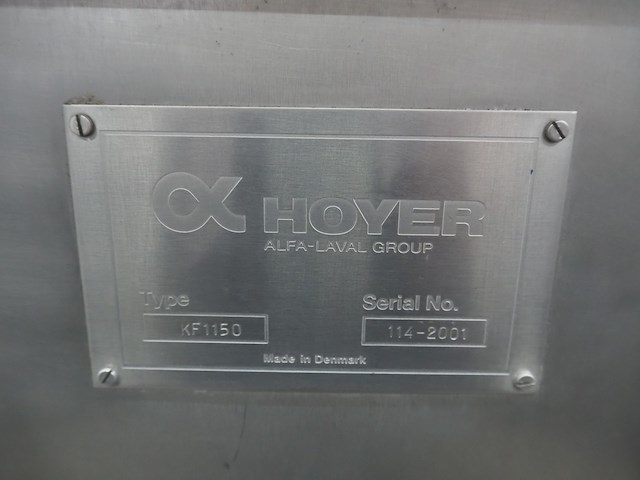 α HOYER
ALFA-LAVAL GROUP
Type Serial No.
KF1150 114-2001
Made in Denmark